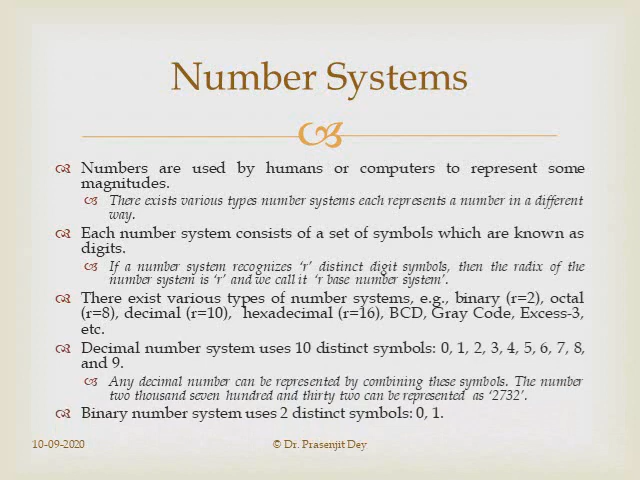 Number Systems
Numbers are used by humans or computers to represent some
magnitudes.
There exists various types number systems each represents a number in a different
way.
Each number system consists of a set of symbols which are known as
digits.
If a number system recognizes ‘r’ distinct digit symbols, then the radix of the
number system is ‘r’ and we call it ‘r base number system’.
There exist various types of number systems, e.g., binary (r=2), octal
(r=8), decimal (r=10), hexadecimal (r=16), BCD, Gray Code, Excess-3,
etc.
Decimal number system uses 10 distinct symbols: 0, 1, 2, 3, 4, 5, 6, 7, 8,
and 9.
Any decimal number can be represented by combining these symbols. The number
two thousand seven hundred and thirty two can be represented as ‘2732’.
Binary number system uses 2 distinct symbols: 0, 1.
10-09-2020
© Dr. Prasenjit Dey